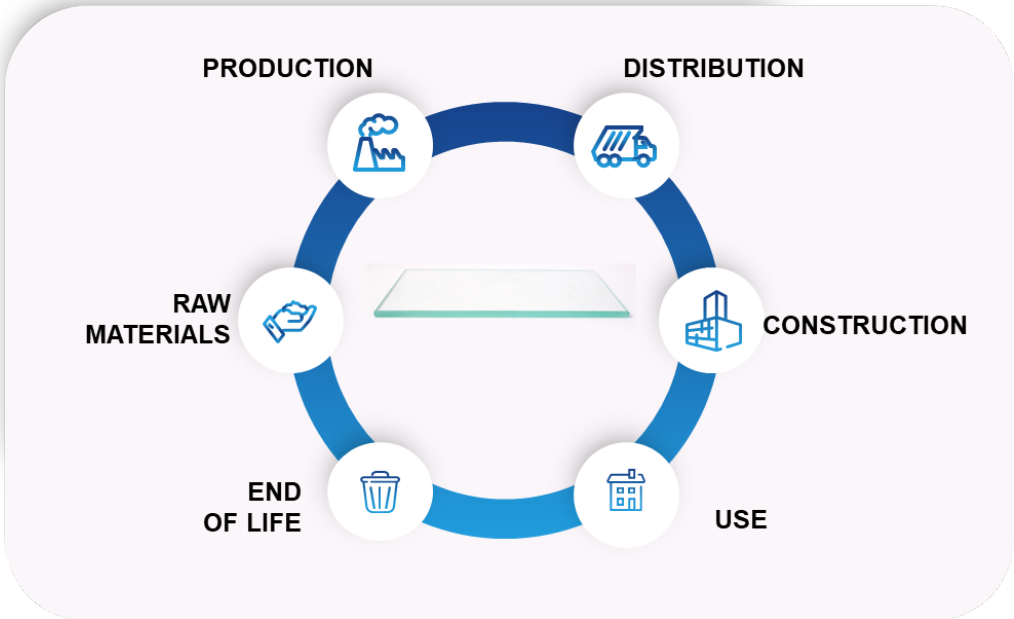 PRODUCTION
DISTRIBUTION
RAW
MATERIALS
CONSTRUCTION
END
OF LIFE
USE